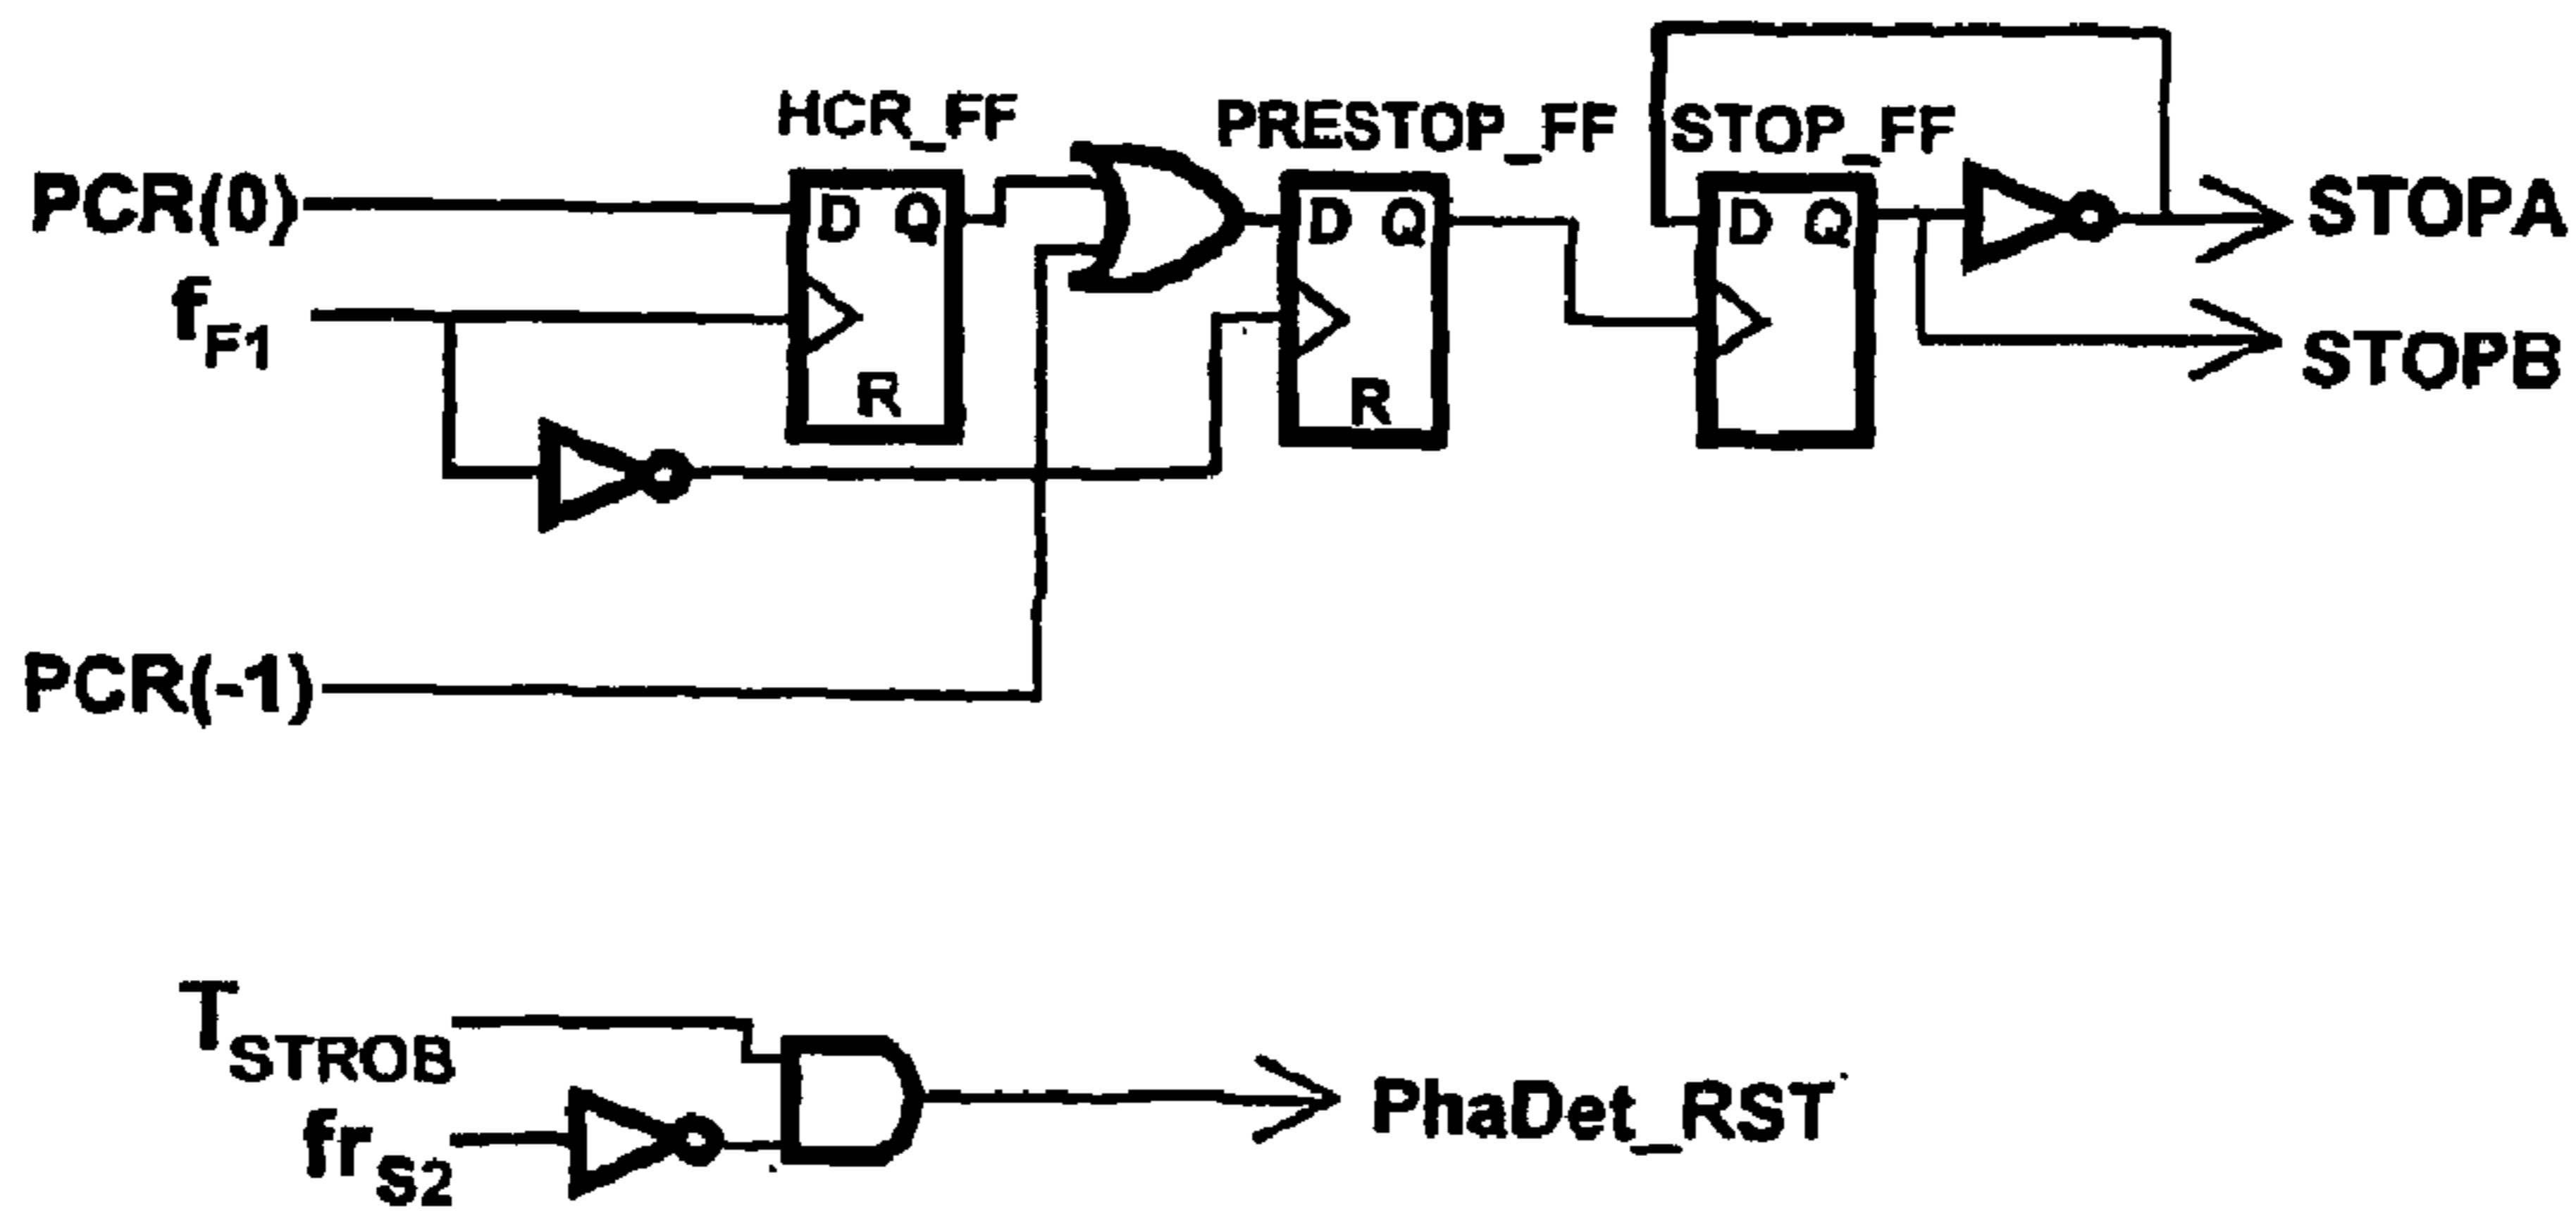 HCR_FF
PRESTOP_FF
STOP_FF
PCR(0)
D Q
D Q
D Q
STOPA
fF1
STOPB
R
R
PCR(-1)
TSTROB
frS2
PhaDet_RST